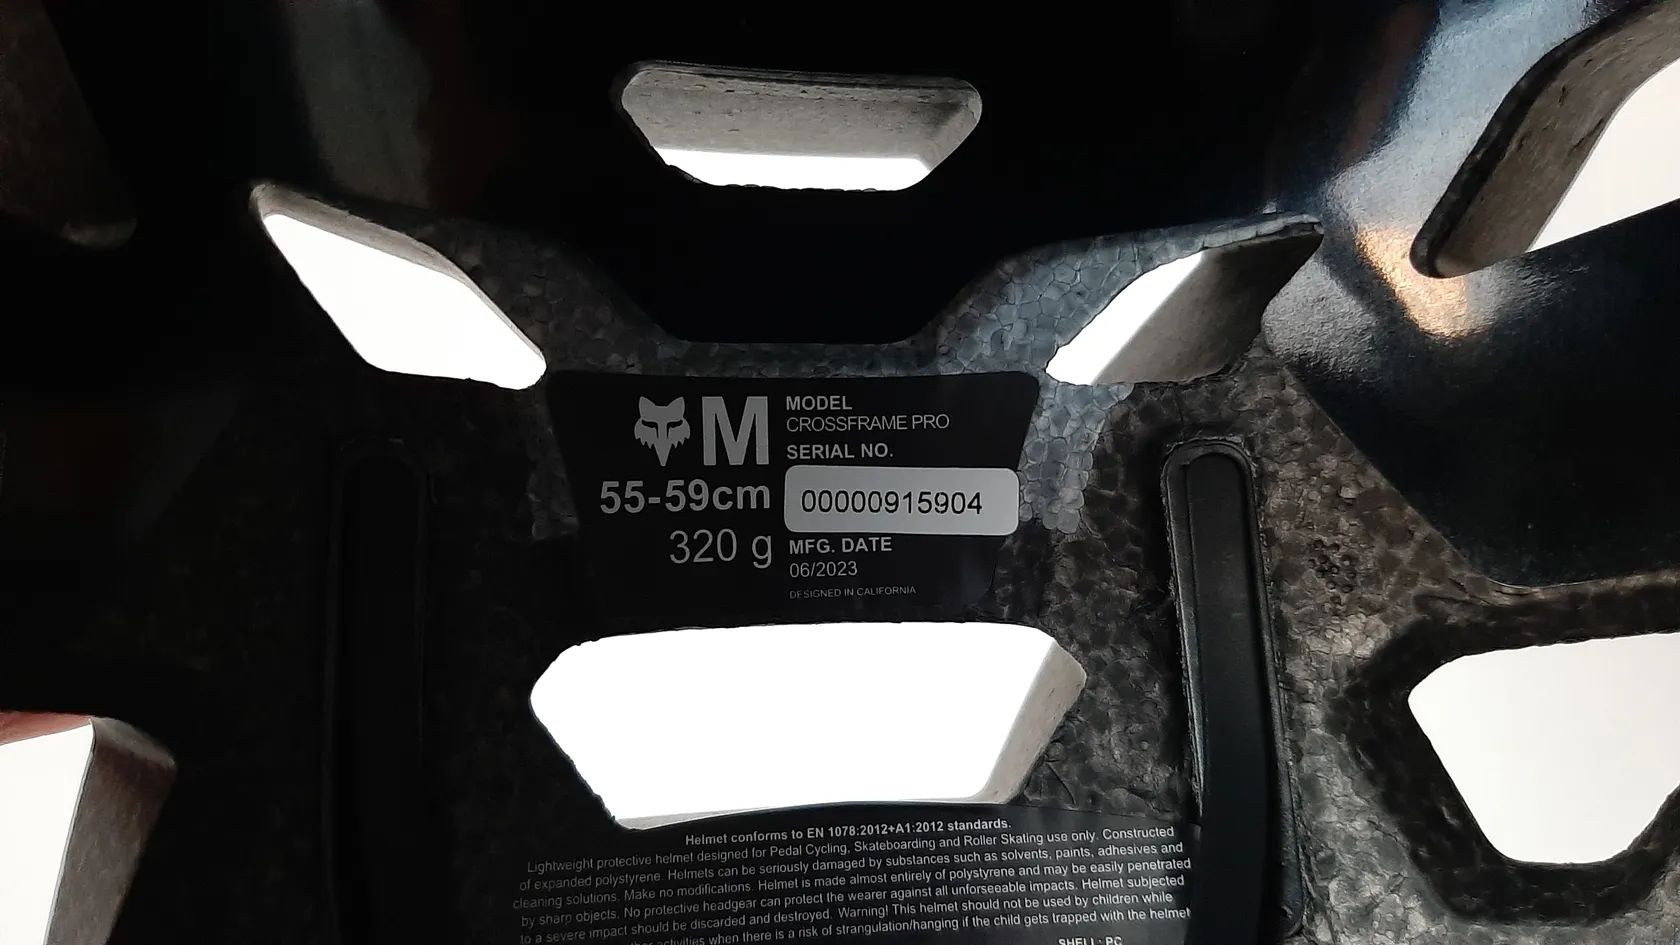 M
55-59cm
320 g
MODEL
CROSSFRAME PRO
SERIAL NO.
00000915904
MFG. DATE
06/2023
DESIGNED IN CALIFORNIA
Helmet conforms to EN 1078:2012+A1:2012 standards.
Lightweight protective helmet designed for Pedal Cycling, Skateboarding and Roller Skating use only. Constructed
of expanded polystyrene. Helmets can be seriously damaged by substances such as solvents, paints, adhesives and
cleaning solutions. Make no modifications. Helmet is made almost entirely of polystyrene and may be easily penetrated
by sharp objects. No protective headgear can protect the wearer against all unforseeable impacts. Helmet subjected
to a severe impact should be discarded and destroyed. Warning! This helmet should not be used by children while
activities when there is a risk of strangulation/hanging if the child gets trapped with the helmet
SHELL: PC